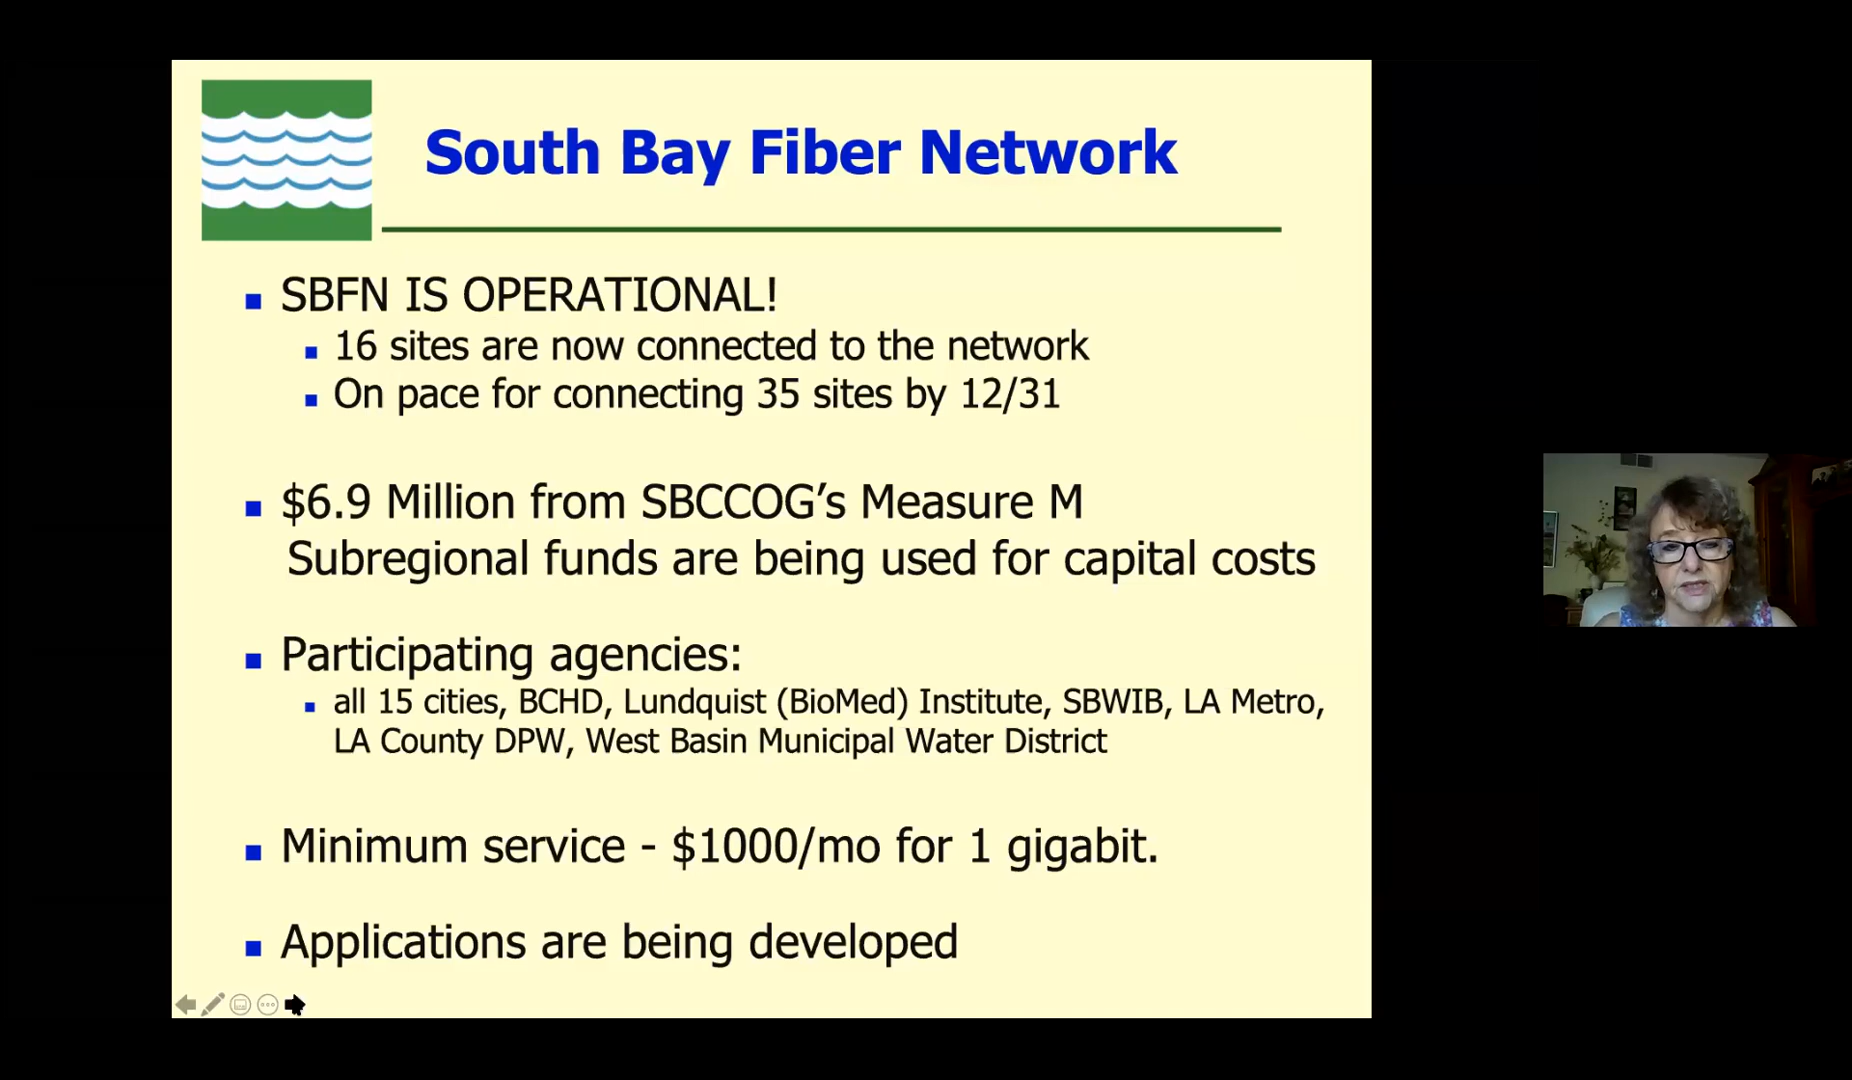 South Bay Fiber Network
SBFN IS OPERATIONAL!
16 sites are now connected to the network
On pace for connecting 35 sites by 12/31
$6.9 Million from SBCCOG’s Measure M
Subregional funds are being used for capital costs
Participating agencies:
all 15 cities, BCHD, Lundquist (BioMed) Institute, SBWIB, LA Metro,
LA County DPW, West Basin Municipal Water District
Minimum service - $1000/mo for 1 gigabit.
Applications are being developed